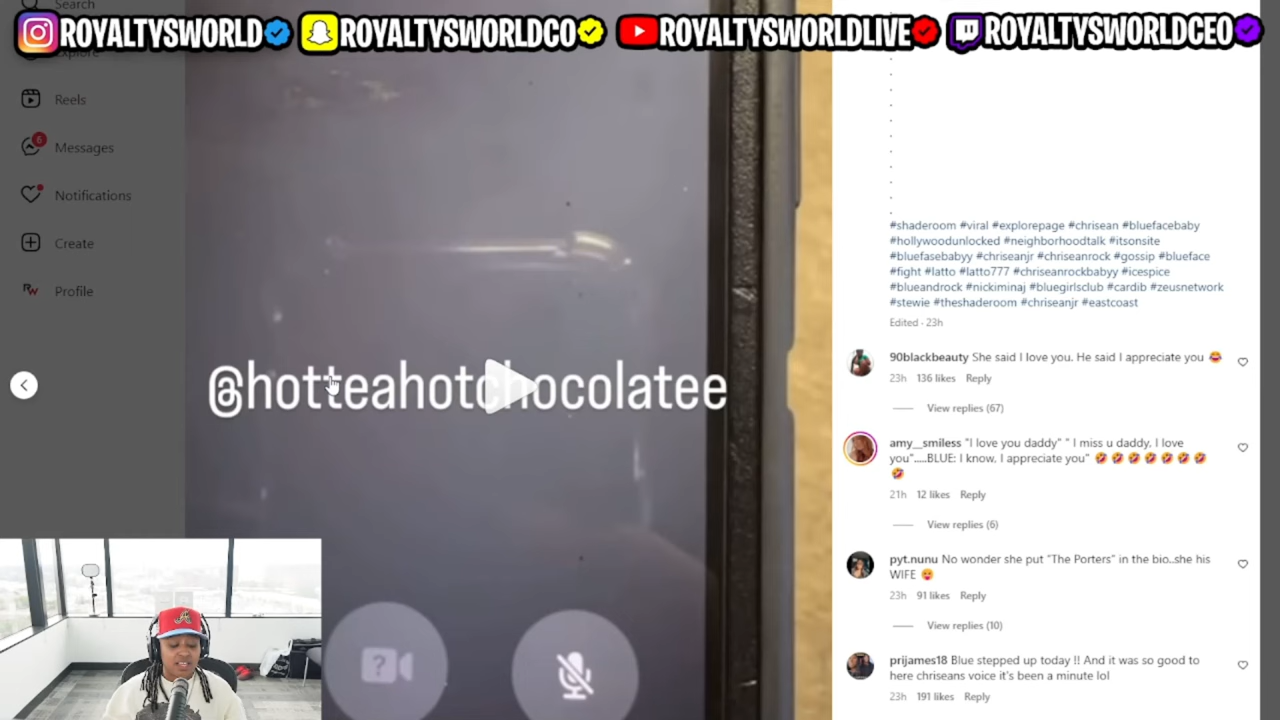 ROYALTYSWORLD
ROYALTYSWORLDCO
ROYALTYSWORLDLIVE
ROYALTYSWORLDCEO
Search
Explore
Reels
6
Messages
Notifications
Create
Profile
@hotteahotchocolatee
.
.
.
.
.
.
.
.
.
.
.
#shaderoom #viral #explorepage #chrisean #bluefacebaby
#hollywoodunlocked #neighborhoodtalk #itsonsite
#bluefasebabyy #chriseanjr #chriseanrock #gossip #blueface
#fight #latto #latto777 #chriseanrockbabyy #icespice
#blueandrock #nickiminaj #bluegirlsclub #cardib #zeusnetwork
#stewie #theshaderoom #chriseanjr #eastcoast
Edited · 23h
90blackbeauty She said I love you. He said I appreciate you 😂
23h 136 likes Reply
View replies (67)
amy__smiless "I love you daddy" " I miss u daddy, I love
you".....BLUE: I know, I appreciate you" 🤣🤣🤣🤣🤣🤣🤣
🤣
21h 12 likes Reply
View replies (6)
pyt.nunu No wonder she put "The Porters" in the bio..she his
WIFE 😍
23h 91 likes Reply
View replies (10)
prijames18 Blue stepped up today !! And it was so good to
here chriseans voice it's been a minute lol
23h 191 likes Reply